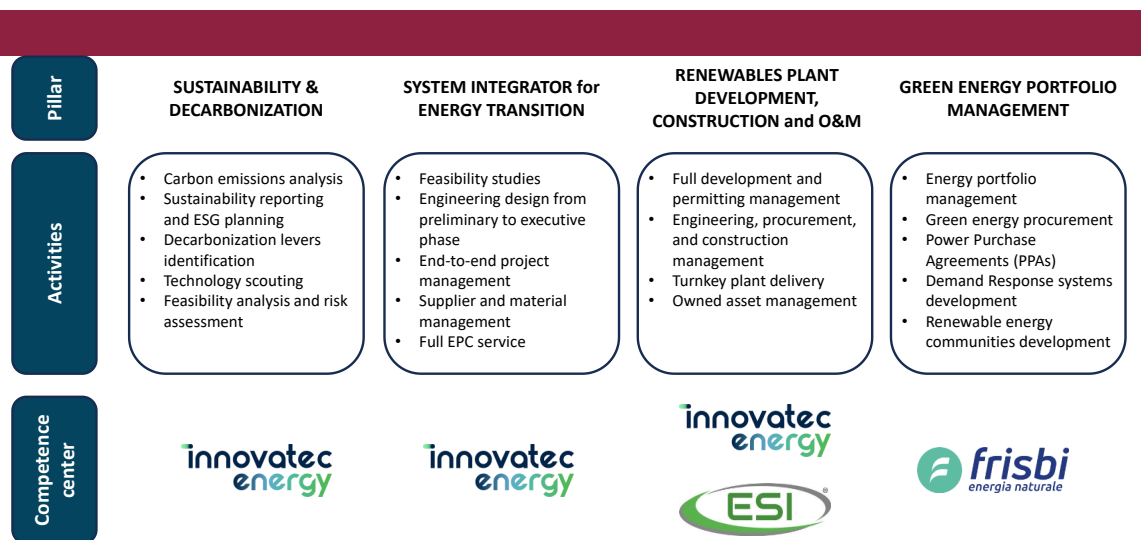 Pillar
SUSTAINABILITY &
DECARBONIZATION
SYSTEM INTEGRATOR for
ENERGY TRANSITION
RENEWABLES PLANT
DEVELOPMENT,
CONSTRUCTION and O&M
GREEN ENERGY PORTFOLIO
MANAGEMENT
Activities
• Carbon emissions analysis
• Sustainability reporting
and ESG planning
• Decarbonization levers
identification
• Technology scouting
• Feasibility analysis and risk
assessment
• Feasibility studies
• Engineering design from
preliminary to executive
phase
• End-to-end project
management
• Supplier and material
management
• Full EPC service
• Full development and
permitting management
• Engineering, procurement,
and construction
management
• Turnkey plant delivery
• Owned asset management
• Energy portfolio
management
• Green energy procurement
• Power Purchase
Agreements (PPAs)
• Demand Response systems
development
• Renewable energy
communities development
Competence
center
innovatec
energy
innovatec
energy
innovatec
energy
ESI®
frisbi
energia naturale